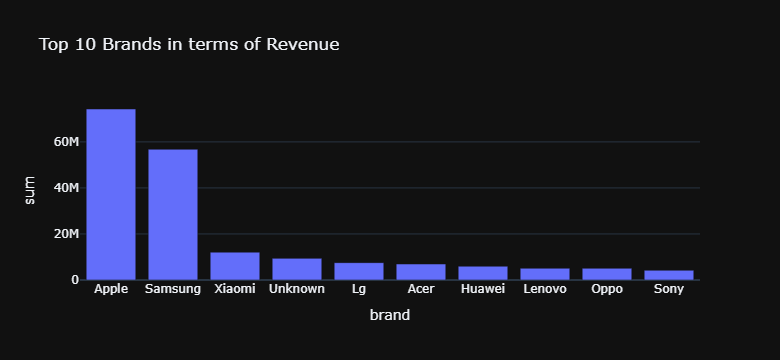 Top 10 Brands in terms of Revenue
sum
60M
40M
20M
0
Apple Samsung Xiaomi Unknown Lg Acer Huawei Lenovo Oppo Sony
brand